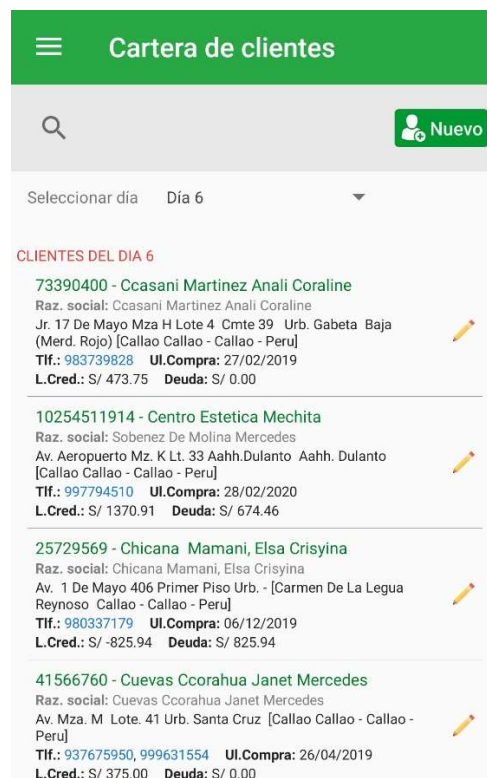 Cartera de clientes
Nuevo
Seleccionar día Día 6
CLIENTES DEL DIA 6
73390400 - Ccasani Martinez Anali Coraline
Raz. social: Ccasani Martinez Anali Coraline
Jr. 17 De Mayo Mza H Lote 4 Cmte 39 Urb. Gabeta Baja
(Merd. Rojo) [Callao Callao - Callao - Peru]
Tlf.: 983739828 Ul.Compra: 27/02/2019
L.Cred.: S/ 473.75 Deuda: S/ 0.00
10254511914 - Centro Estetica Mechita
Raz. social: Sobenez De Molina Mercedes
Av. Aeropuerto Mz. K Lt. 33 Aahh.Dulanto Aahh. Dulanto
[Callao Callao - Callao - Peru]
Tlf.: 997794510 Ul.Compra: 28/02/2020
L.Cred.: S/ 1370.91 Deuda: S/ 674.46
25729569 - Chicana Mamani, Elsa Crisyina
Raz. social: Chicana Mamani, Elsa Crisyina
Av. 1 De Mayo 406 Primer Piso Urb. - [Carmen De La Legua
Reynoso Callao - Callao - Peru]
Tlf.: 980337179 Ul.Compra: 06/12/2019
L.Cred.: S/ -825.94 Deuda: S/ 825.94
41566760 - Cuevas Ccorahua Janet Mercedes
Raz. social: Cuevas Ccorahua Janet Mercedes
Av. Mza. M Lote. 41 Urb. Santa Cruz [Callao Callao - Callao -
Peru]
Tlf.: 937675950, 999631554 Ul.Compra: 26/04/2019
L.Cred.: S/ 375.00 Deuda: S/ 0.00